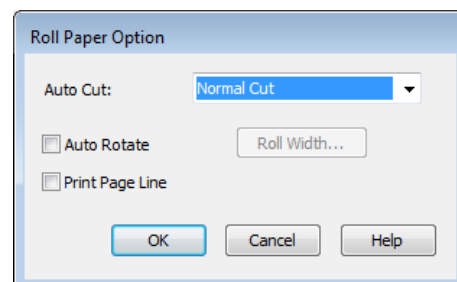 Roll Paper Option
Auto Cut: Normal Cut
Auto Rotate Roll Width...
Print Page Line
OK Cancel Help